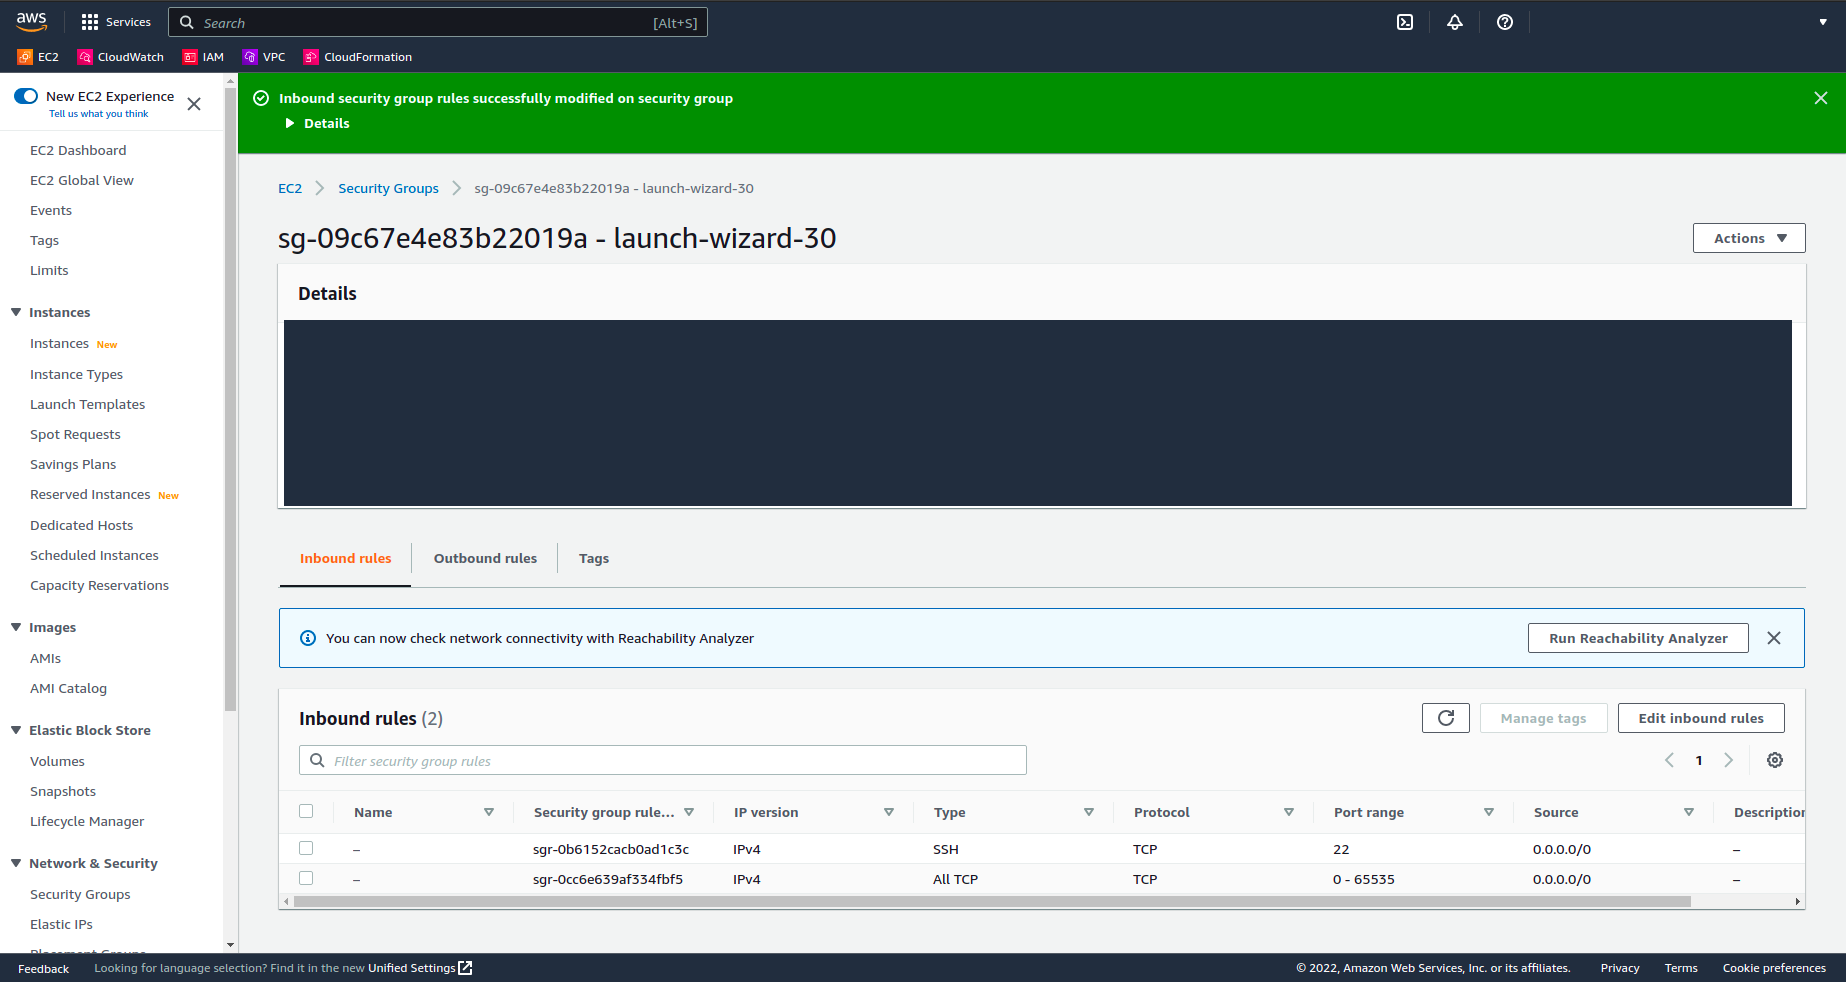 aws
Services
Search
[Alt+S]
EC2
CloudWatch
IAM
VPC
CloudFormation
New EC2 Experience
Tell us what you think
EC2 Dashboard
EC2 Global View
Events
Tags
Limits
Instances
Instances New
Instance Types
Launch Templates
Spot Requests
Savings Plans
Reserved Instances New
Dedicated Hosts
Scheduled Instances
Capacity Reservations
Images
AMIs
AMI Catalog
Elastic Block Store
Volumes
Snapshots
Lifecycle Manager
Network & Security
Security Groups
Elastic IPs
Inbound security group rules successfully modified on security group
Details
EC2 Security Groups sg-09c67e4e83b22019a - launch-wizard-30
sg-09c67e4e83b22019a - launch-wizard-30
Actions
Details
Inbound rules
Outbound rules
Tags
You can now check network connectivity with Reachability Analyzer
Run Reachability Analyzer
Inbound rules (2)
Manage tags
Edit inbound rules
Filter security group rules
1
Name Security group rule... IP version Type Protocol Port range Source Description
– sgr-0b6152cacb0ad1c3c IPv4 SSH TCP 22 0.0.0.0/0 –
– sgr-0cc6e639af334fbf5 IPv4 All TCP TCP 0 - 65535 0.0.0.0/0 –
Feedback
Looking for language selection? Find it in the new Unified Settings
© 2022, Amazon Web Services, Inc. or its affiliates.
Privacy
Terms
Cookie preferences